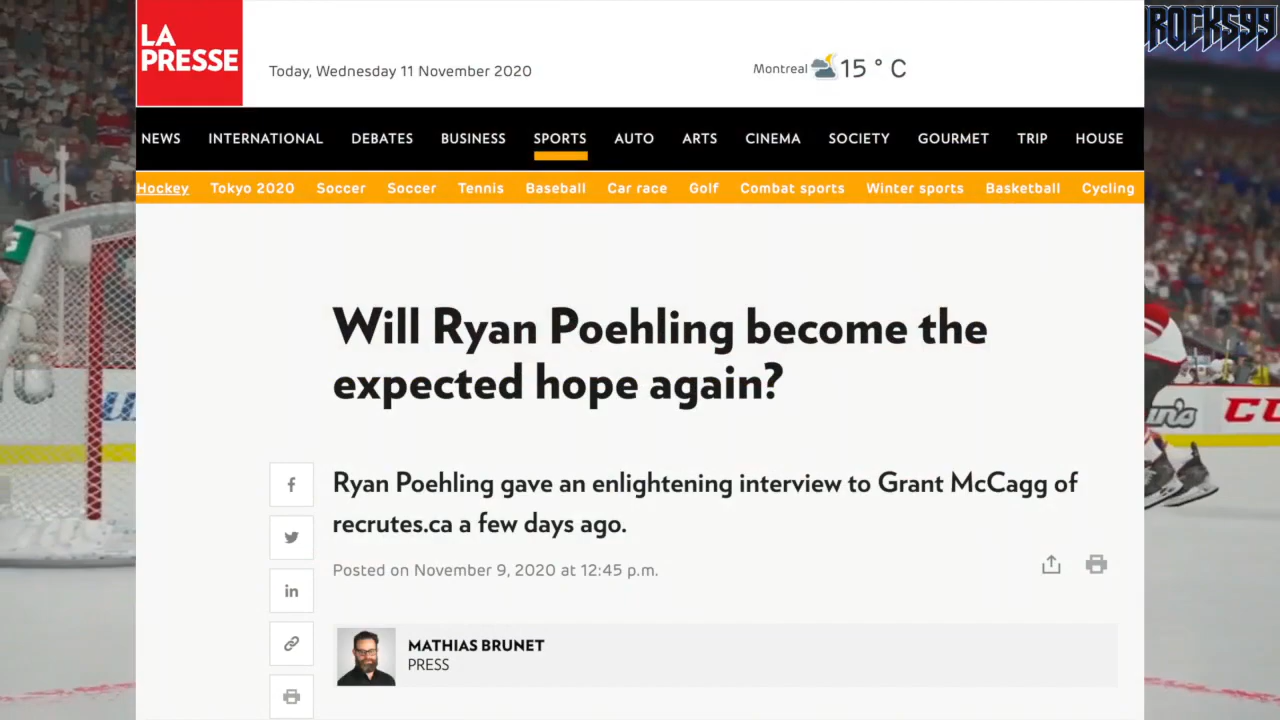 LA
PRESSE
Today, Wednesday 11 November 2020
Montreal 15 ° C
ROCKS99
NEWS INTERNATIONAL DEBATES BUSINESS SPORTS AUTO ARTS CINEMA SOCIETY GOURMET TRIP HOUSE
Hockey Tokyo 2020 Soccer Soccer Tennis Baseball Car race Golf Combat sports Winter sports Basketball Cycling
Will Ryan Poehling become the
expected hope again?
Ryan Poehling gave an enlightening interview to Grant McCagg of
recrutes.ca a few days ago.
Posted on November 9, 2020 at 12:45 p.m.
MATHIAS BRUNET
PRESS